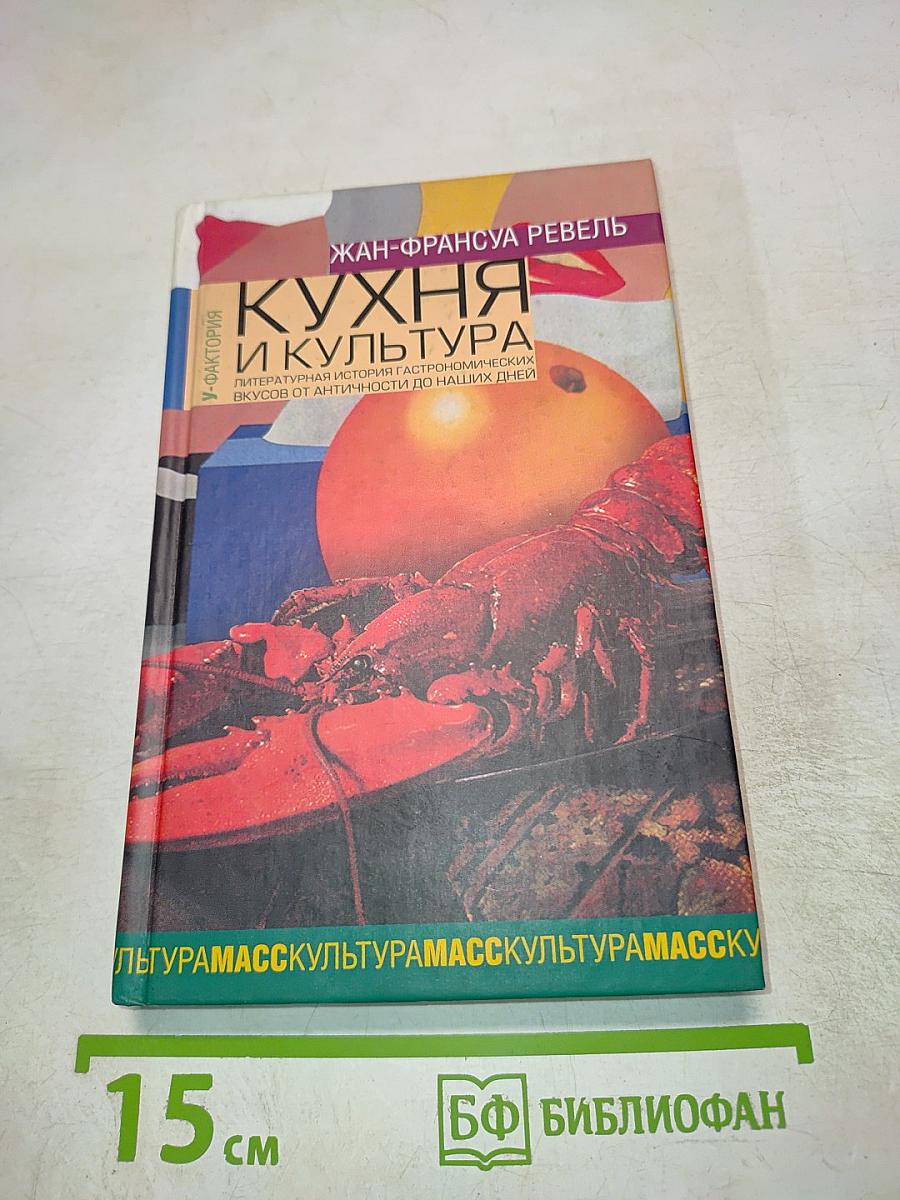 ЖАН-ФРАНСУА РЕВЕЛЬ
У-ФАКТОРИЯ
КУХНЯ
И КУЛЬТУРА
ЛИТЕРАТУРНАЯ ИСТОРИЯ ГАСТРОНОМИЧЕСКИХ
ВКУСОВ ОТ АНТИЧНОСТИ ДО НАШИХ ДНЕЙ
УЛЬТУРАМАССКУЛЬТУРАМАССКУЛЬТУРАМАССКУ
15 см
БФ БИБЛИОФАН